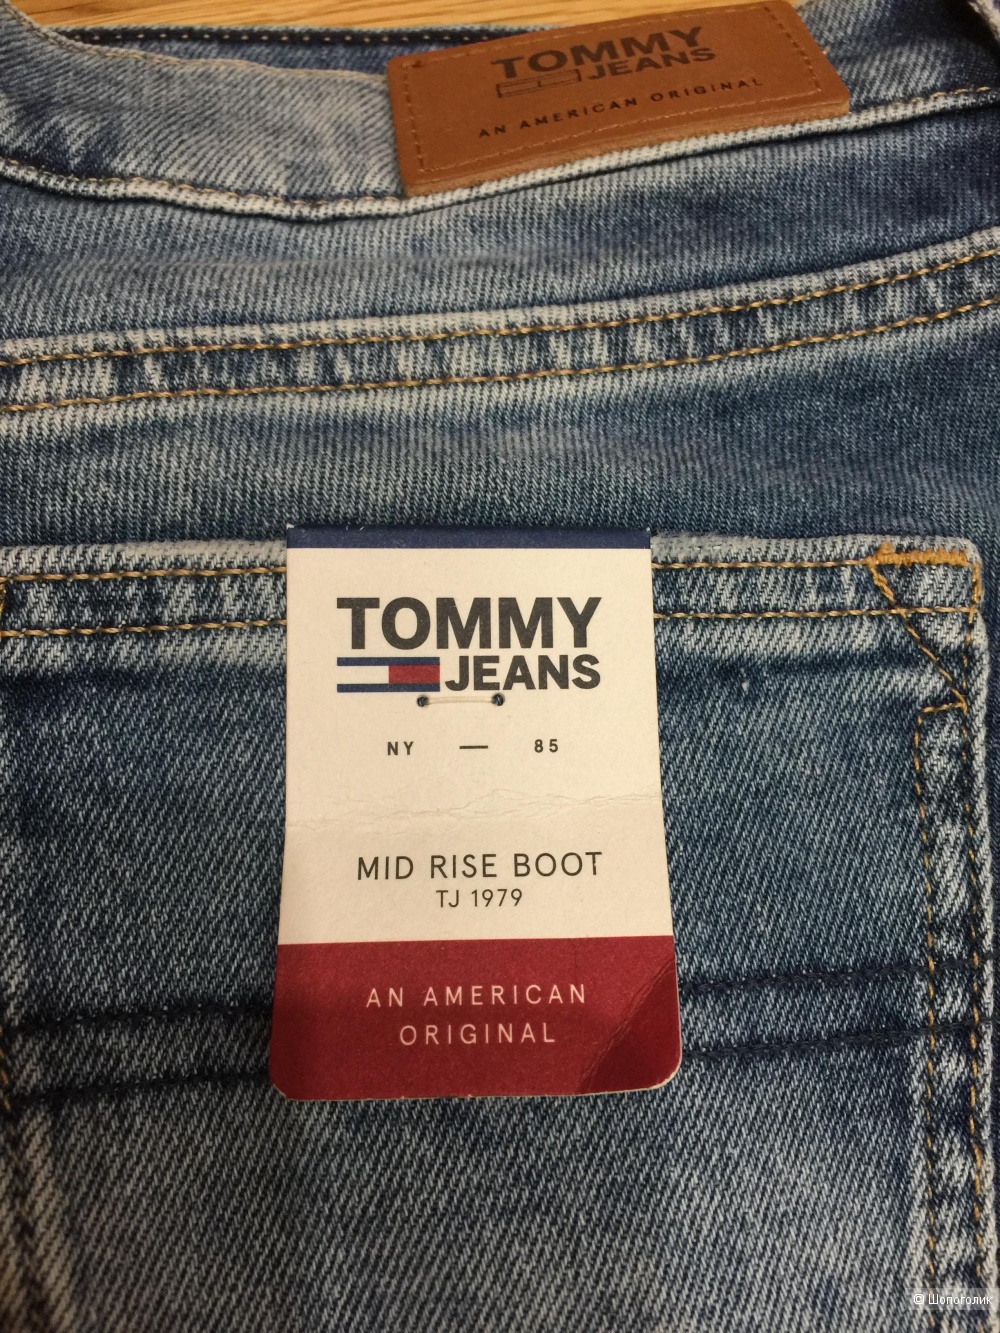 TOMMY
JEANS
AN AMERICAN ORIGINAL
TOMMY
JEANS
NY — 85
MID RISE BOOT
TJ 1979
AN AMERICAN
ORIGINAL
© Шопоголик